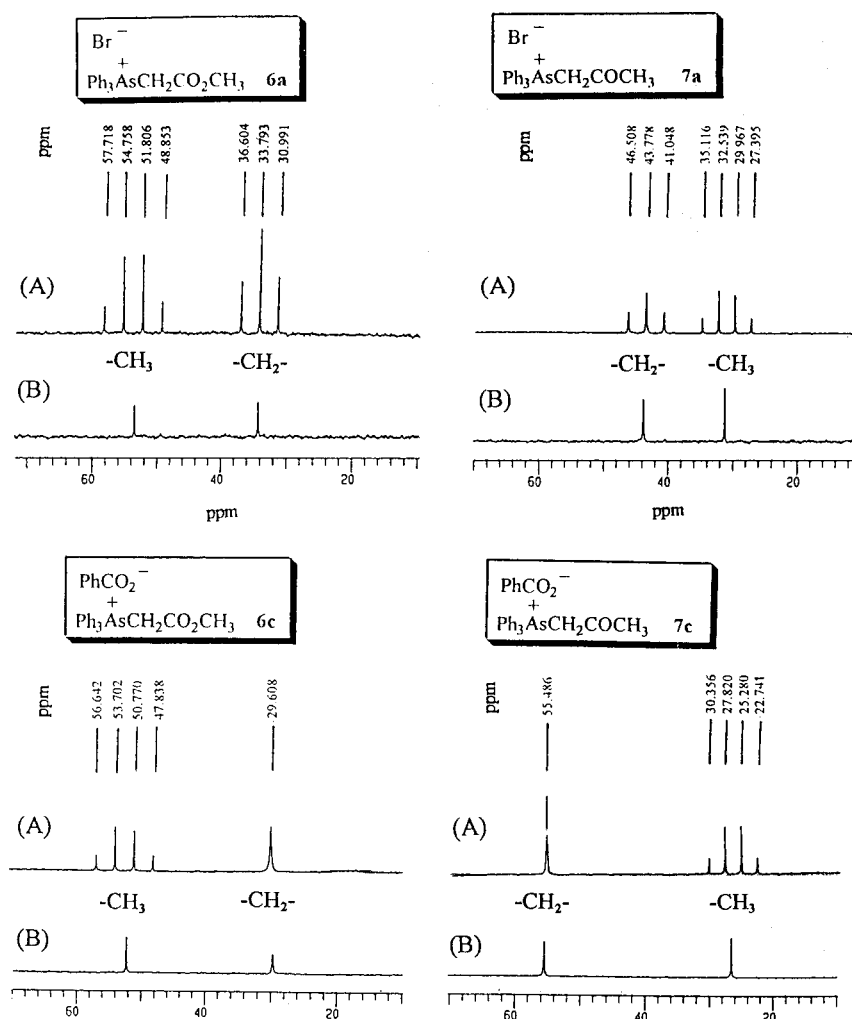 Br −
+
Ph3AsCH2CO2CH3 6a
ppm
57.718
54.758
51.806
48.853
36.604
33.793
30.991
(A)
-CH3 -CH2-
(B)
60 40 20
ppm
Br −
+
Ph3AsCH2COCH3 7a
ppm
46.508
43.778
41.048
35.116
32.539
29.967
27.395
(A)
-CH2- -CH3
(B)
60 40 20
ppm
PhCO2 −
+
Ph3AsCH2CO2CH3 6c
ppm
56.642
53.702
50.770
47.838
29.608
(A)
-CH3 -CH2-
(B)
60 40 20
PhCO2 −
+
Ph3AsCH2COCH3 7c
ppm
55.486
30.356
27.820
25.280
22.741
(A)
-CH2- -CH3
(B)
60 40 20